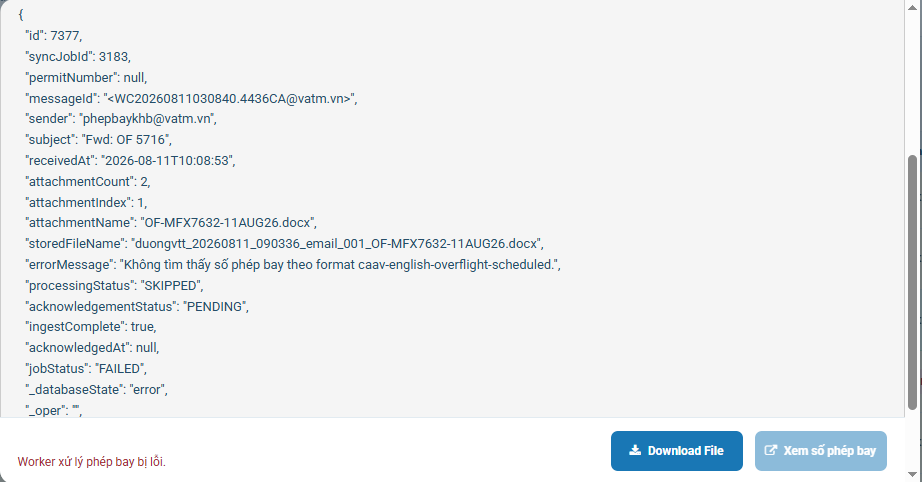 {
"id": 7377,
"syncJobId": 3183,
"permitNumber": null,
"messageId": "<WC20260811030840.4436CA@vatm.vn>",
"sender": "phepbaykhb@vatm.vn",
"subject": "Fwd: OF 5716",
"receivedAt": "2026-08-11T10:08:53",
"attachmentCount": 2,
"attachmentIndex": 1,
"attachmentName": "OF-MFX7632-11AUG26.docx",
"storedFileName": "duongvtt_20260811_090336_email_001_OF-MFX7632-11AUG26.docx",
"errorMessage": "Không tìm thấy số phép bay theo format caav-english-overflight-scheduled.",
"processingStatus": "SKIPPED",
"acknowledgementStatus": "PENDING",
"ingestComplete": true,
"acknowledgedAt": null,
"jobStatus": "FAILED",
"_databaseState": "error",
"_oper": "",
Worker xử lý phép bay bị lỗi.
Download File
Xem số phép bay